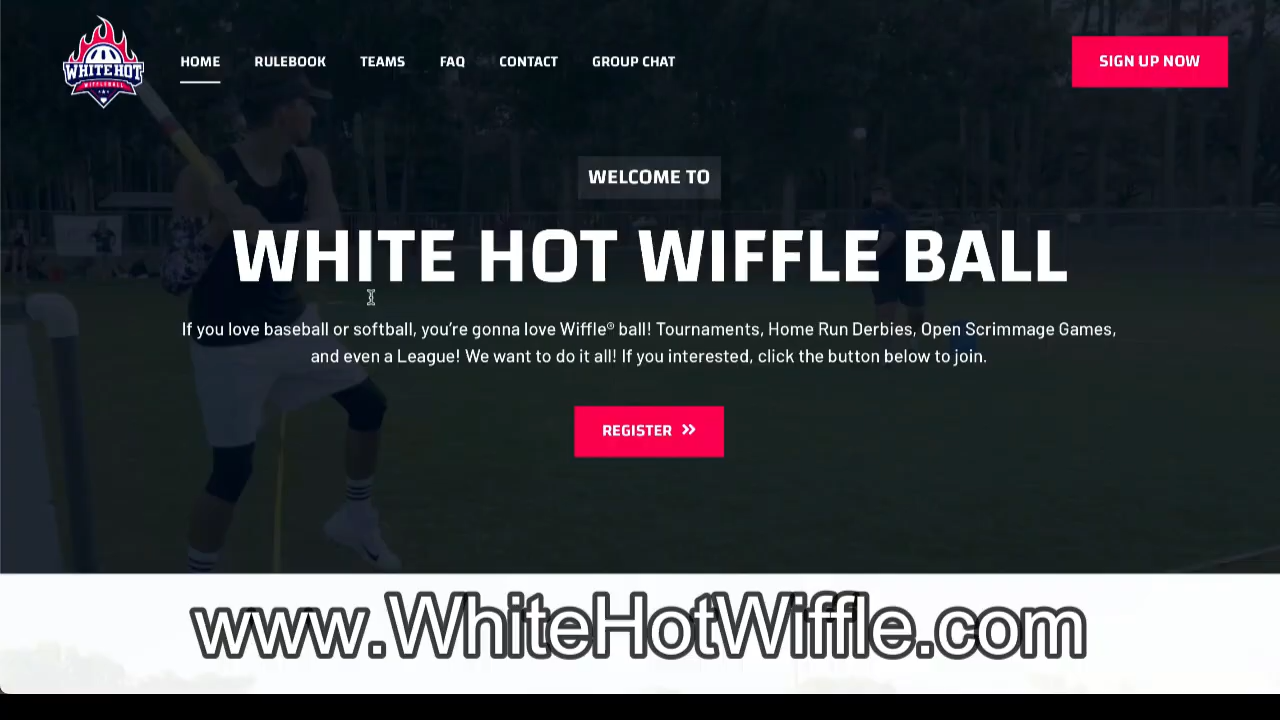 WHITE HOT
WIFFLEBALL
HOME
RULEBOOK
TEAMS
FAQ
CONTACT
GROUP CHAT
SIGN UP NOW
WELCOME TO
WHITE HOT WIFFLE BALL
If you love baseball or softball, you’re gonna love Wiffle® ball! Tournaments, Home Run Derbies, Open Scrimmage Games,
and even a League! We want to do it all! If you interested, click the button below to join.
REGISTER »
www.WhiteHotWiffle.com